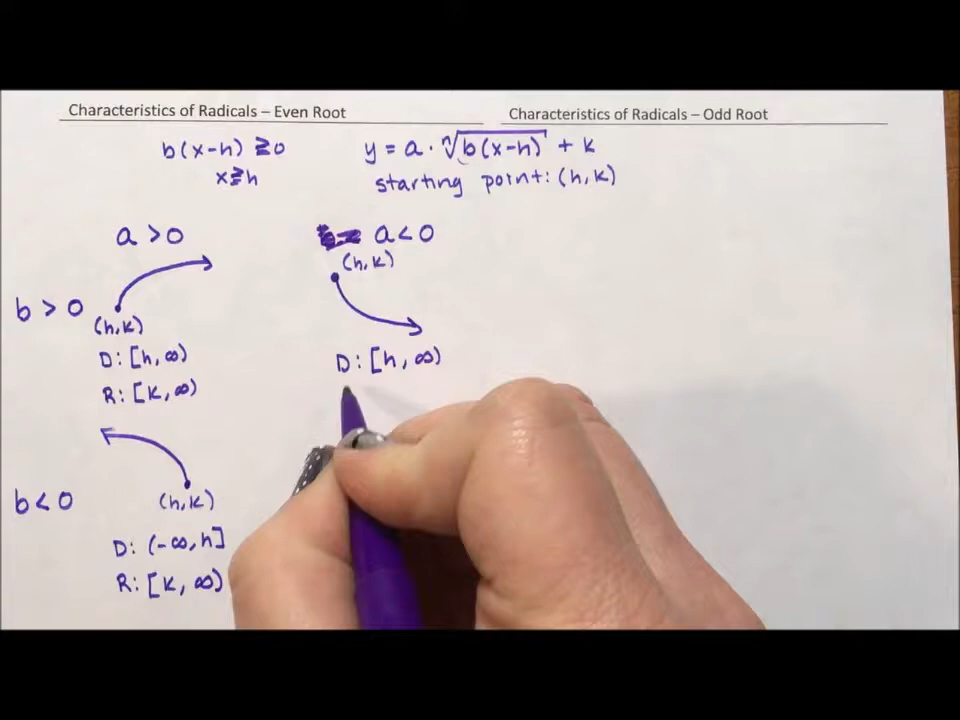 Characteristics of Radicals – Even Root
Characteristics of Radicals – Odd Root
b(x-h) ≥ 0
x ≥ h
y = a · ⁿ√b(x-h) + k
starting point: (h, k)
a > 0
a < 0
b > 0
(h, k)
D: [h, ∞)
R: [k, ∞)
(h, k)
D: [h, ∞)
b < 0
(h, k)
D: (-∞, h]
R: [k, ∞)